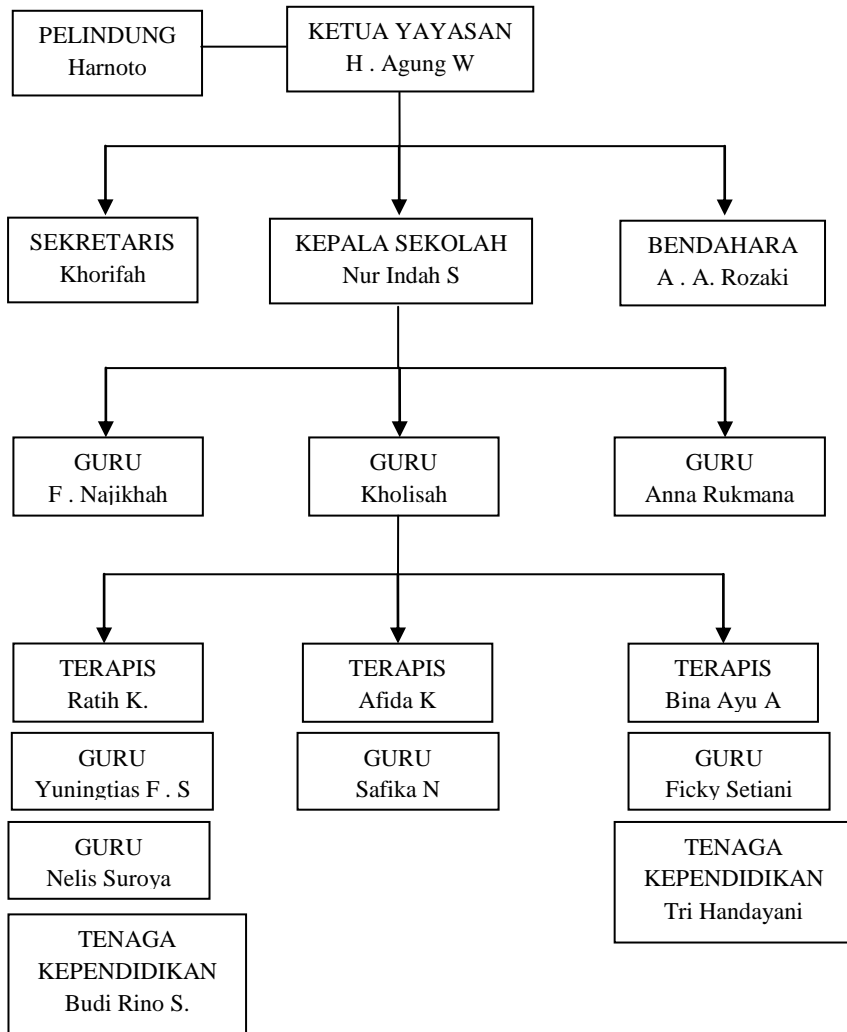 PELINDUNG
Harnoto
KETUA YAYASAN
H . Agung W
SEKRETARIS
Khorifah
KEPALA SEKOLAH
Nur Indah S
BENDAHARA
A . A. Rozaki
GURU
F . Najikhah
GURU
Kholisah
GURU
Anna Rukmana
TERAPIS
Ratih K.
TERAPIS
Afida K
TERAPIS
Bina Ayu A
GURU
Yuningtias F . S
GURU
Safika N
GURU
Ficky Setiani
GURU
Nelis Suroya
TENAGA
KEPENDIDIKAN
Tri Handayani
TENAGA
KEPENDIDIKAN
Budi Rino S.